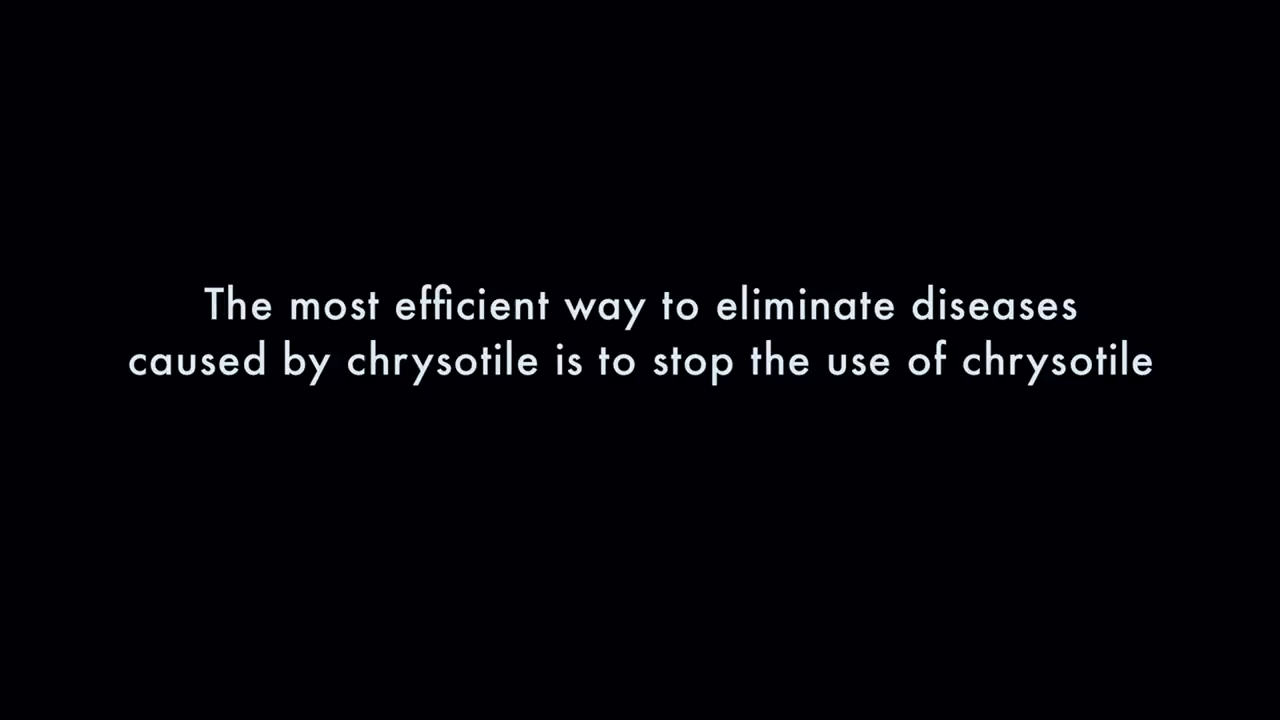 The most efficient way to eliminate diseases
caused by chrysotile is to stop the use of chrysotile